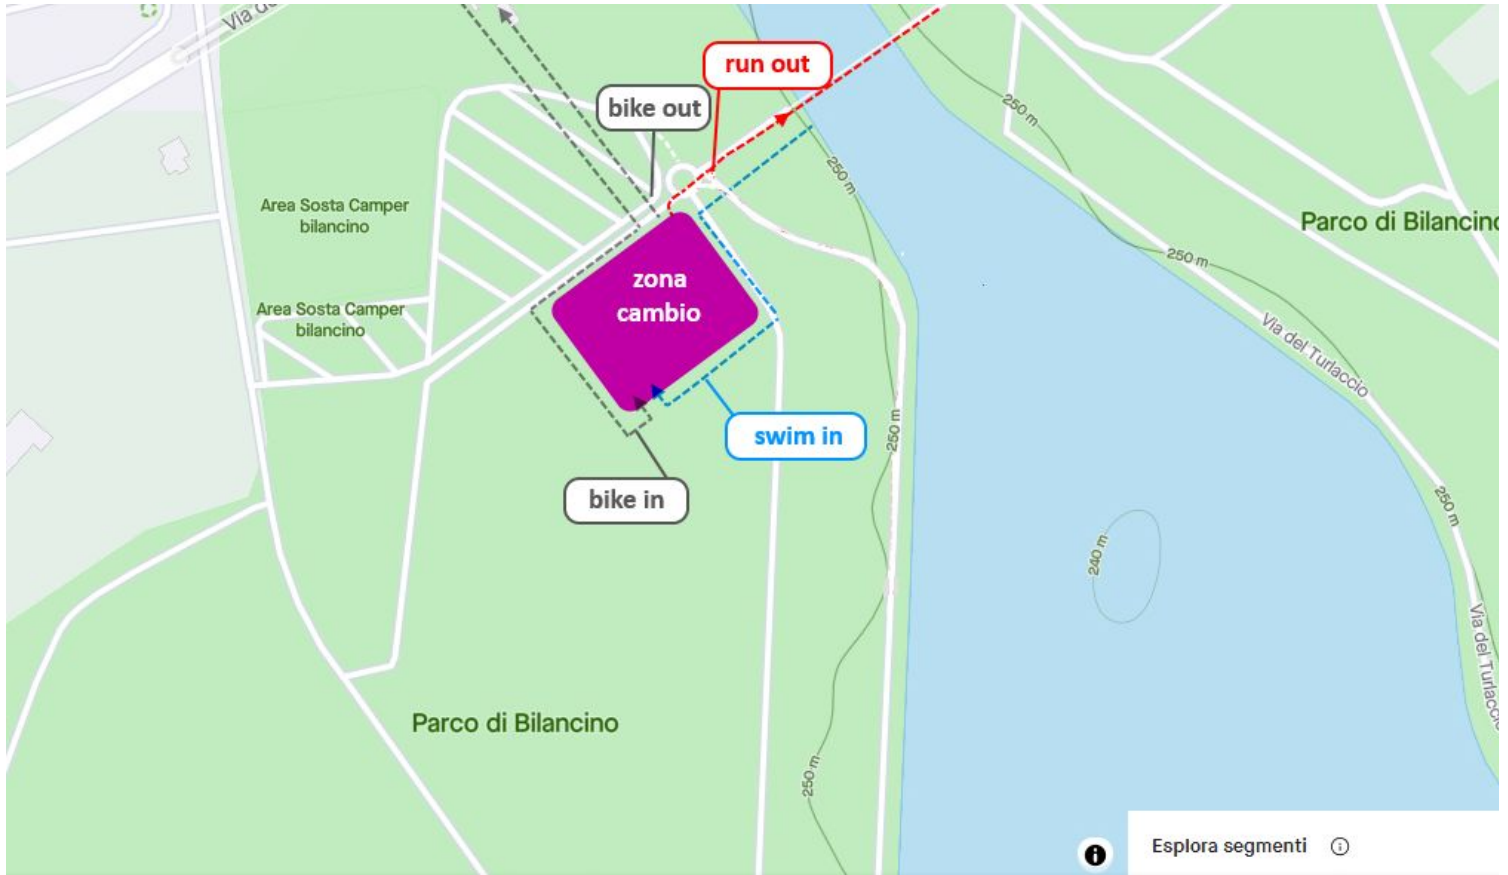 Via d
run out
bike out
250 m
250 m
Area Sosta Camper
bilancino
Parco di Bilancino
250 m
zona
cambio
Area Sosta Camper
bilancino
Via del Turlaccio
250 m
swim in
bike in
250 m
240 m
Via del Turlaccio
Parco di Bilancino
250 m
Esplora segmenti